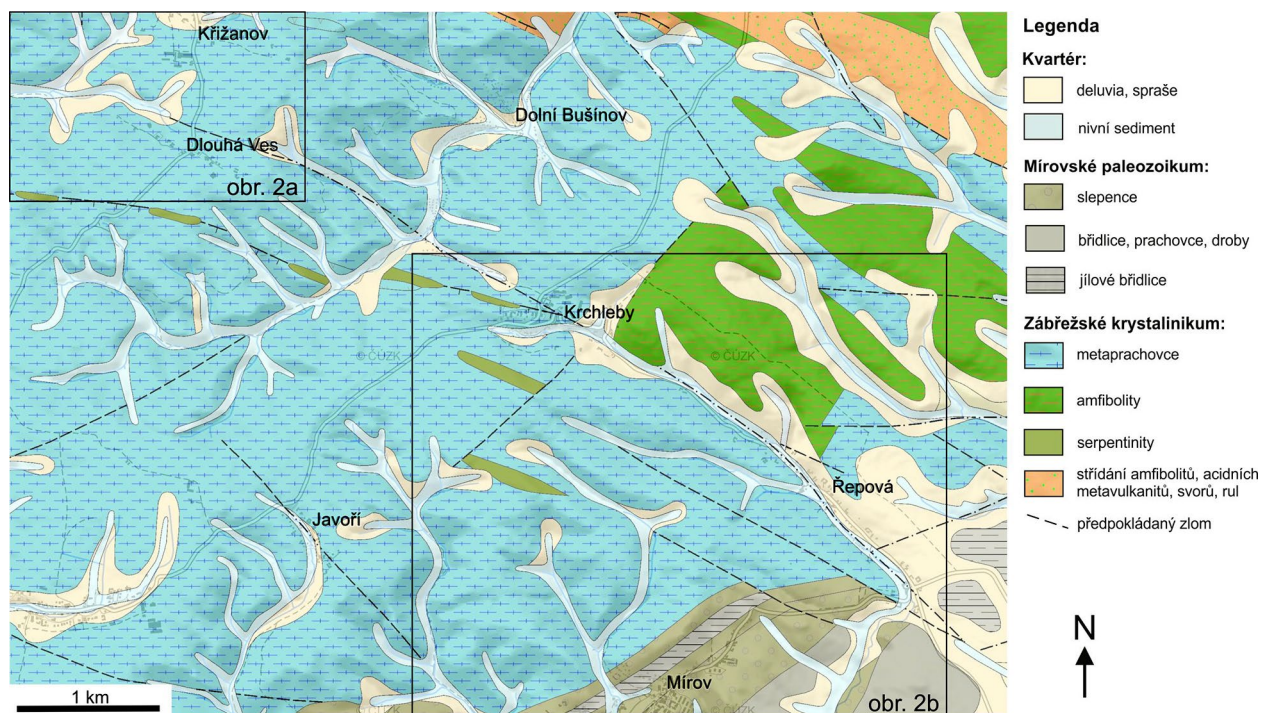 Křižanov
Dolní Bušínov
Dlouhá Ves
obr. 2a
Krchleby
© ČÚZK
© ČÚZK
Řepová
Javoří
Mírov
obr. 2b
© ČÚZK
© ČÚZK
1 km
Legenda
Kvartér:
deluvia, spraše
nivní sediment
Mírovské paleozoikum:
slepence
břidlice, prachovce, droby
jílové břidlice
Zábřežské krystalinikum:
metaprachovce
amfibolity
serpentinity
střídání amfibolitů, acidních
metavulkanitů, svorů, rul
předpokládaný zlom
N